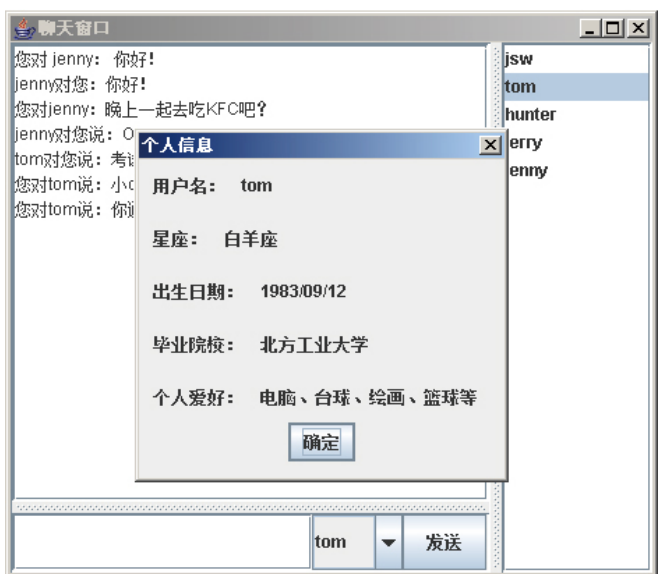 聊天窗口
您对 jenny： 你好!
jenny对您：你好!
您对jenny：晚上一起去吃KFC吧?
jenny对您说：O
tom对您说：考
您对tom说：小
您对tom说：你
jsw
tom
hunter
erry
enny
个人信息
用户名： tom
星座： 白羊座
出生日期： 1983/09/12
毕业院校： 北方工业大学
个人爱好： 电脑、台球、绘画、篮球等
确定
tom
发送